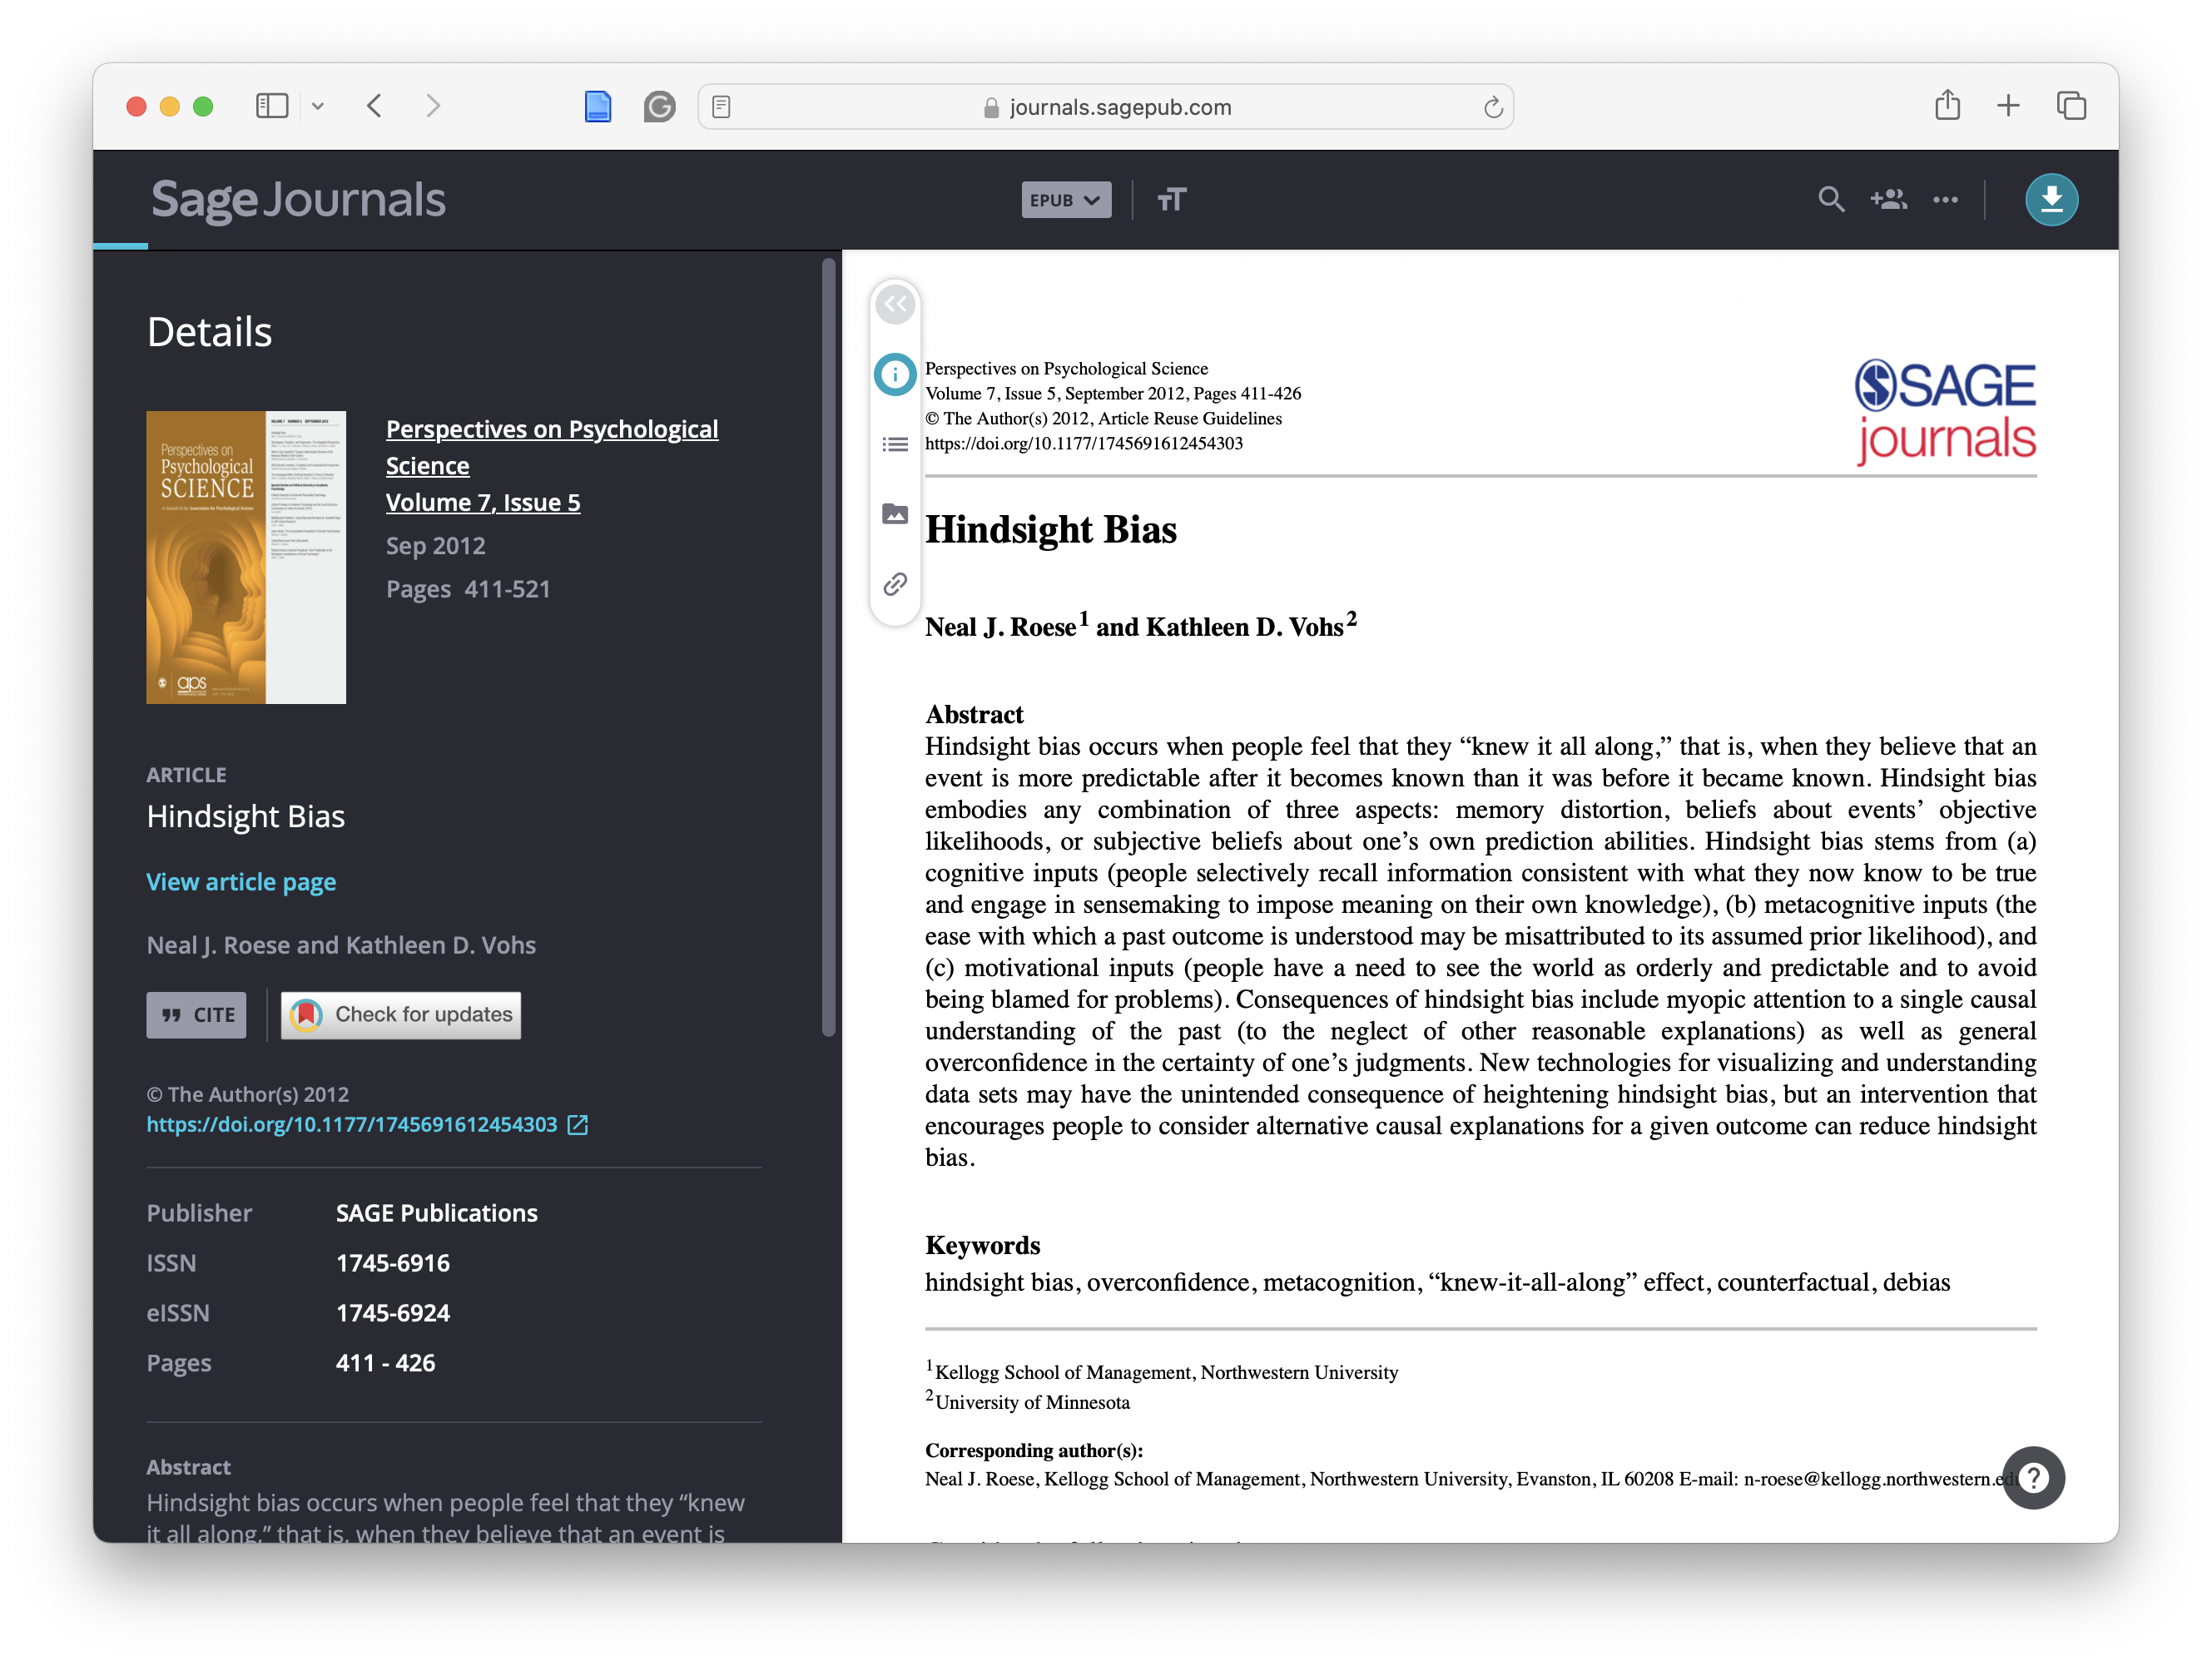 journals.sagepub.com
Sage Journals
EPUB
Details
Perspectives on
Psychological
SCIENCE
aps
Perspectives on Psychological
Science
Volume 7, Issue 5
Sep 2012
Pages 411-521
ARTICLE
Hindsight Bias
View article page
Neal J. Roese and Kathleen D. Vohs
CITE
Check for updates
© The Author(s) 2012
https://doi.org/10.1177/1745691612454303
Publisher SAGE Publications
ISSN 1745-6916
eISSN 1745-6924
Pages 411 - 426
Abstract
Hindsight bias occurs when people feel that they “knew
it all along,” that is, when they believe that an event is
Perspectives on Psychological Science
Volume 7, Issue 5, September 2012, Pages 411-426
© The Author(s) 2012, Article Reuse Guidelines
https://doi.org/10.1177/1745691612454303
SAGE
journals
Hindsight Bias
Neal J. Roese1 and Kathleen D. Vohs2
Abstract
Hindsight bias occurs when people feel that they “knew it all along,” that is, when they believe that an
event is more predictable after it becomes known than it was before it became known. Hindsight bias
embodies any combination of three aspects: memory distortion, beliefs about events’ objective
likelihoods, or subjective beliefs about one’s own prediction abilities. Hindsight bias stems from (a)
cognitive inputs (people selectively recall information consistent with what they now know to be true
and engage in sensemaking to impose meaning on their own knowledge), (b) metacognitive inputs (the
ease with which a past outcome is understood may be misattributed to its assumed prior likelihood), and
(c) motivational inputs (people have a need to see the world as orderly and predictable and to avoid
being blamed for problems). Consequences of hindsight bias include myopic attention to a single causal
understanding of the past (to the neglect of other reasonable explanations) as well as general
overconfidence in the certainty of one’s judgments. New technologies for visualizing and understanding
data sets may have the unintended consequence of heightening hindsight bias, but an intervention that
encourages people to consider alternative causal explanations for a given outcome can reduce hindsight
bias.
Keywords
hindsight bias, overconfidence, metacognition, “knew-it-all-along” effect, counterfactual, debias
1Kellogg School of Management, Northwestern University
2University of Minnesota
Corresponding author(s):
Neal J. Roese, Kellogg School of Management, Northwestern University, Evanston, IL 60208 E-mail: n-roese@kellogg.northwestern.ed